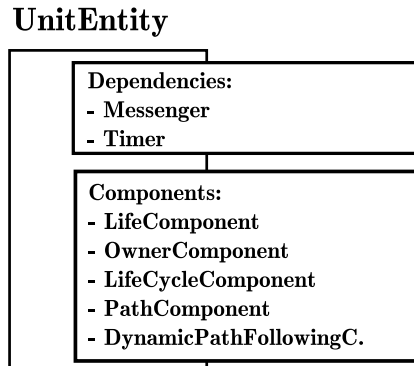 UnitEntity
Dependencies:
- Messenger
- Timer
Components:
- LifeComponent
- OwnerComponent
- LifeCycleComponent
- PathComponent
- DynamicPathFollowingC.